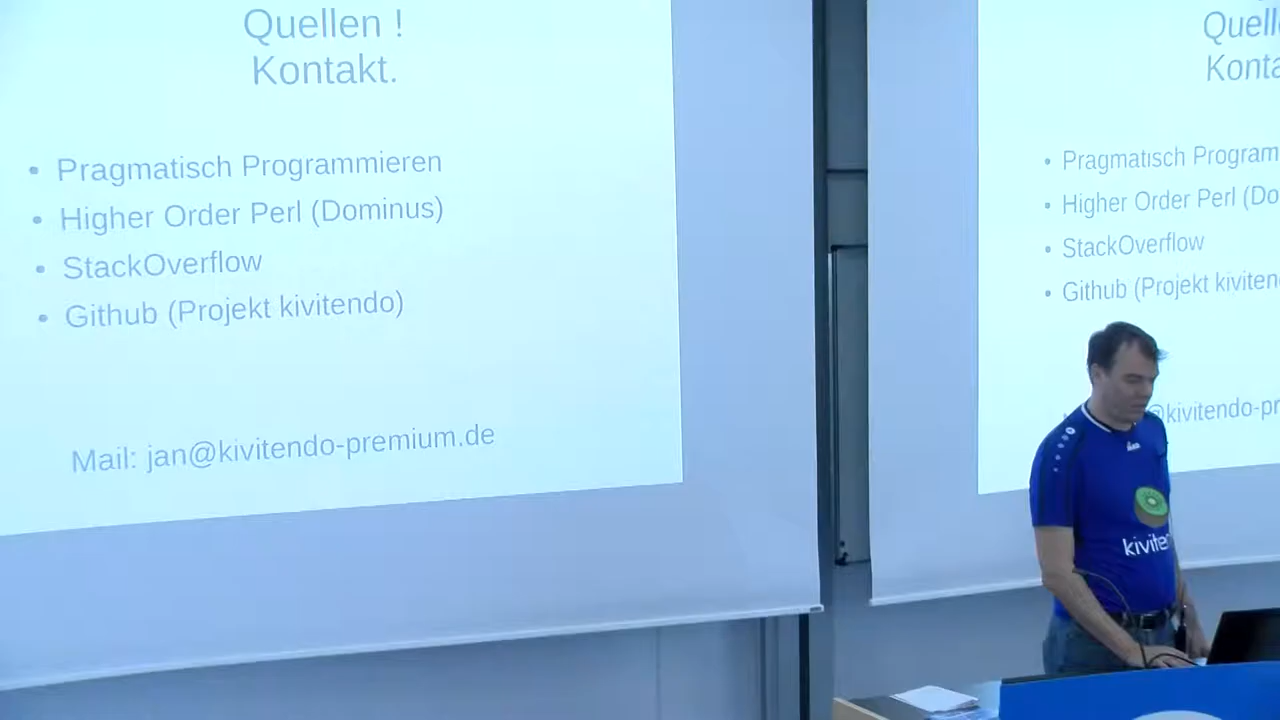 Quellen !
Kontakt.
• Pragmatisch Programmieren
• Higher Order Perl (Dominus)
• StackOverflow
• Github (Projekt kivitendo)
Mail: jan@kivitendo-premium.de
Quell
Konta
• Pragmatisch Program
• Higher Order Perl (Do
• StackOverflow
• Github (Projekt kiviten
@kivitendo-pr
kiviten